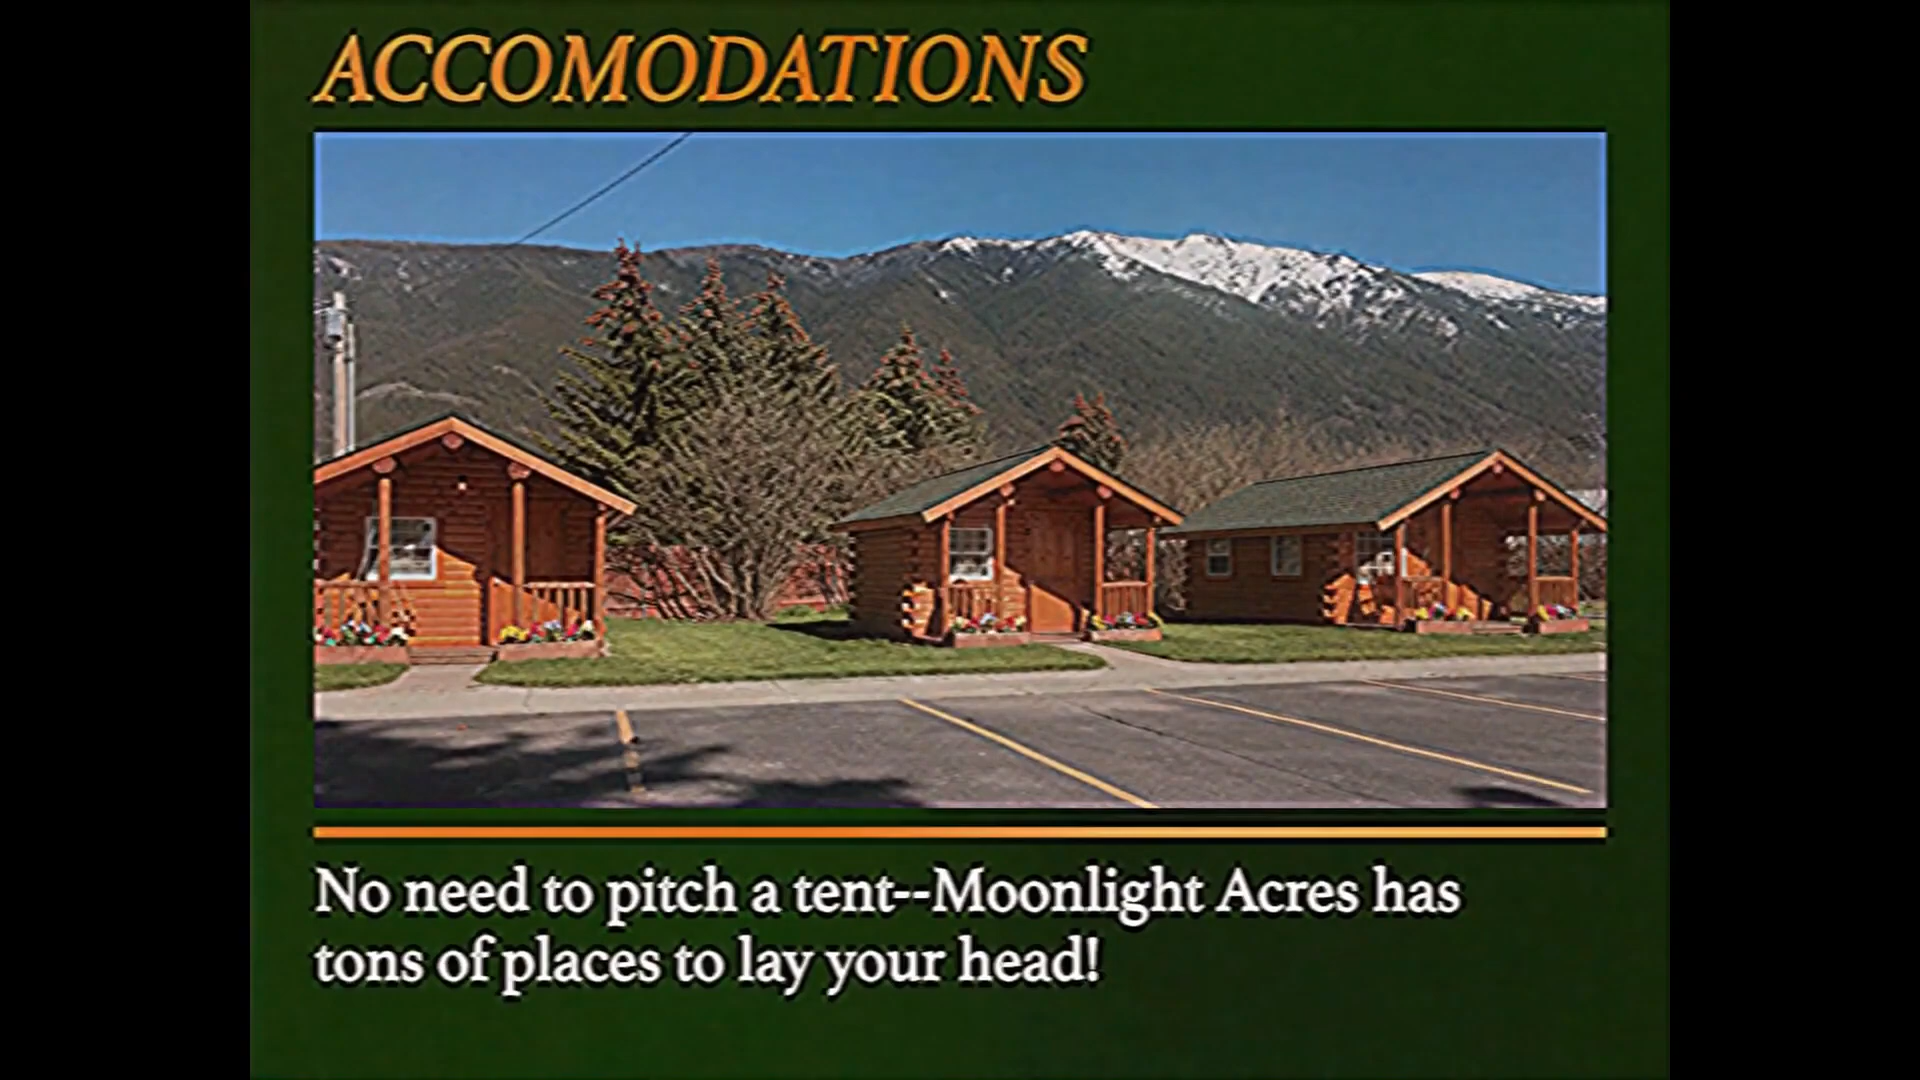 ACCOMODATIONS
No need to pitch a tent--Moonlight Acres has
tons of places to lay your head!